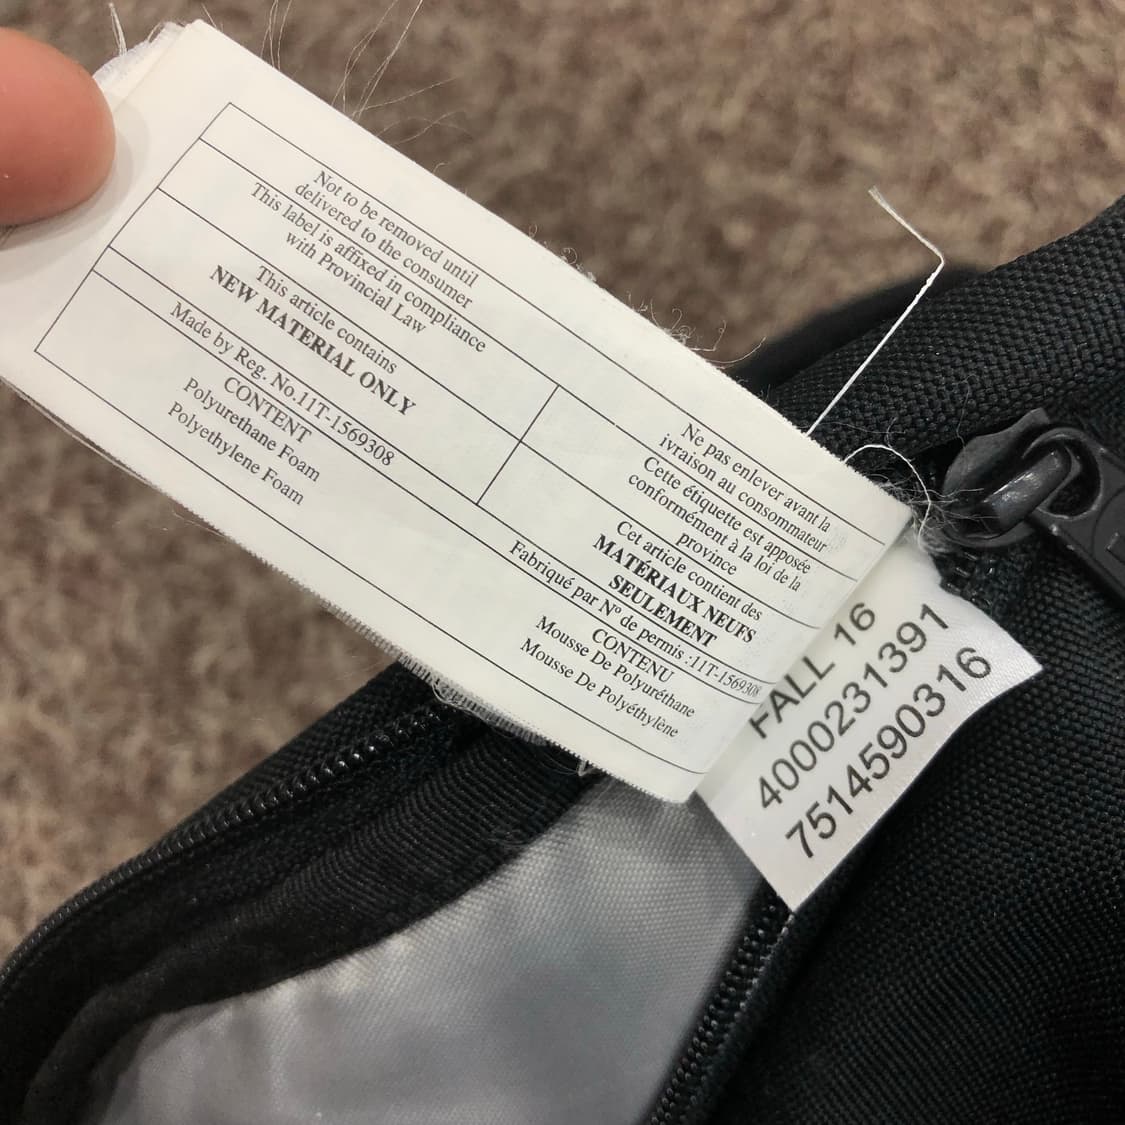 Not to be removed until
delivered to the consumer
This label is affixed in compliance
with Provincial Law
This article contains
NEW MATERIAL ONLY
Made by Reg. No.11T-1569308
CONTENT
Polyurethane Foam
Polyethylene Foam
Ne pas enlever avant la
ivraison au consommateur
Cette étiquette est apposée
conformément à la loi de la
province
Cet article contient des
MATÉRIAUX NEUFS
SEULEMENT
Fabriqué par Nº de permis :11T-1569308
CONTENU
Mousse De Polyuréthane
Mousse De Polyéthylène
FALL 16
4000231391
751459031 6